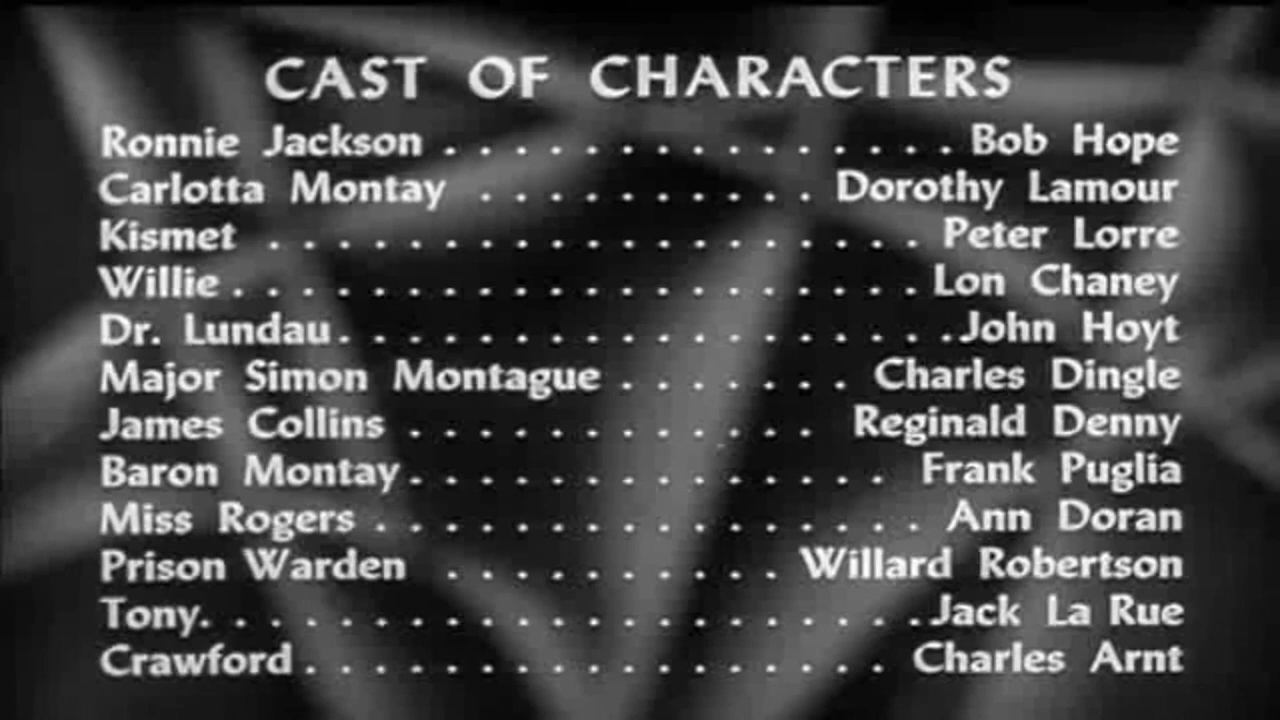 CAST OF CHARACTERS
Ronnie Jackson . . . . . . . . . . . . . . . Bob Hope
Carlotta Montay . . . . . . . . . . Dorothy Lamour
Kismet . . . . . . . . . . . . . . . . . . . Peter Lorre
Willie . . . . . . . . . . . . . . . . . . . . Lon Chaney
Dr. Lundau . . . . . . . . . . . . . . . . . . John Hoyt
Major Simon Montague . . . . . . . Charles Dingle
James Collins . . . . . . . . . . . . Reginald Denny
Baron Montay . . . . . . . . . . . . . . Frank Puglia
Miss Rogers . . . . . . . . . . . . . . . . Ann Doran
Prison Warden . . . . . . . . . . Willard Robertson
Tony . . . . . . . . . . . . . . . . . . . . . Jack La Rue
Crawford . . . . . . . . . . . . . . . . . Charles Arnt